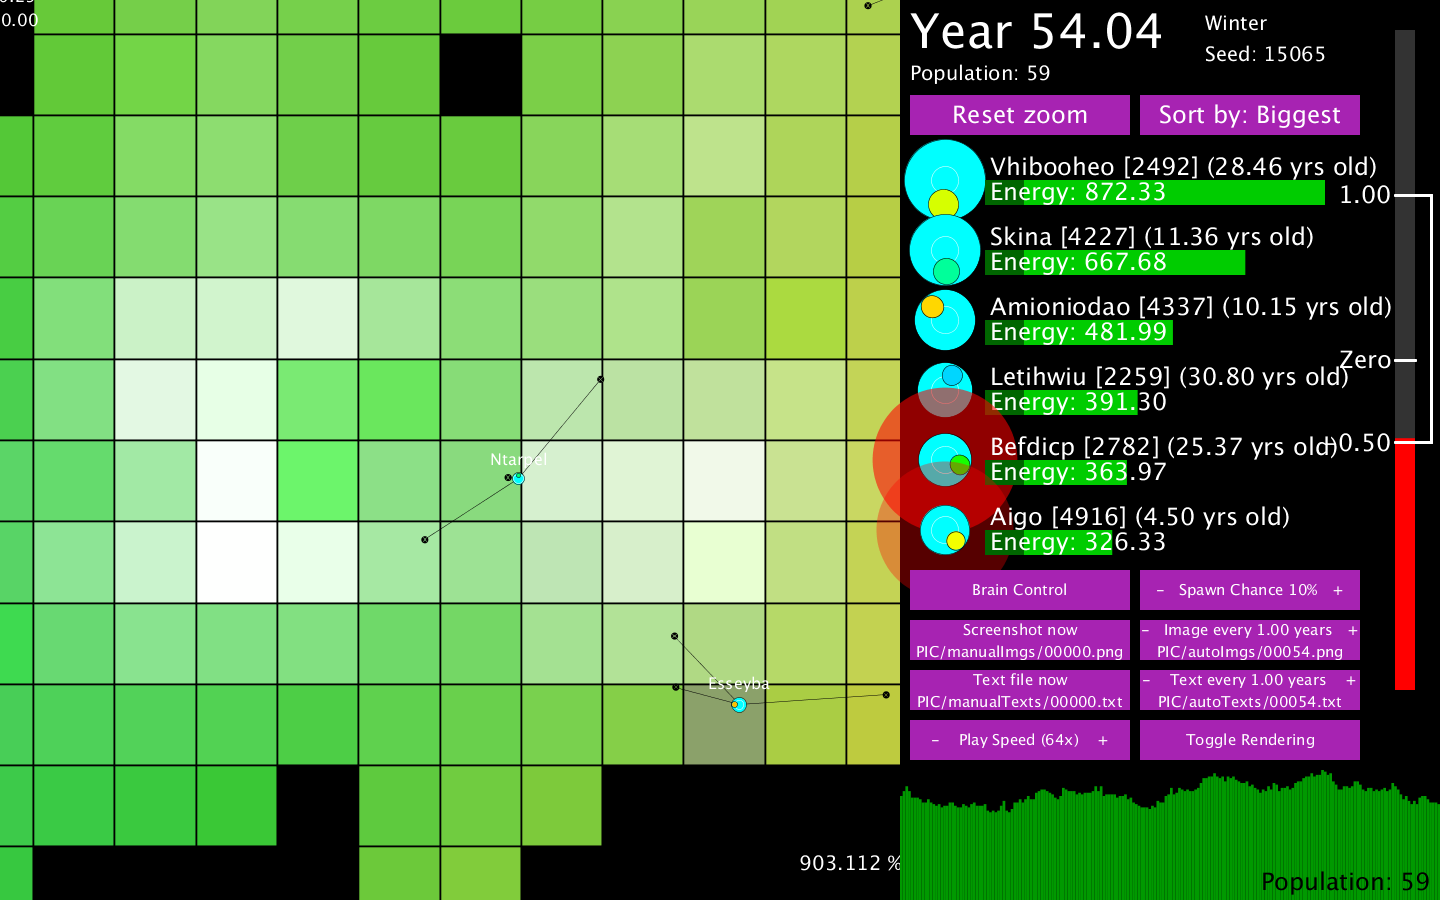 0.00
Year 54.04
Winter
Seed: 15065
Population: 59
Reset zoom
Sort by: Biggest
Vhibooheo [2492] (28.46 yrs old)
Energy: 872.33
1.00
Skina [4227] (11.36 yrs old)
Energy: 667.68
Amioniodao [4337] (10.15 yrs old)
Energy: 481.99
Zero
Letihwiu [2259] (30.80 yrs old)
Energy: 391.30
Befdicp [2782] (25.37 yrs old)
-0.50
Energy: 363.97
Aigo [4916] (4.50 yrs old)
Energy: 326.33
Ntarpel
Esseyba
Brain Control
- Spawn Chance 10% +
Screenshot now
PIC/manualImgs/00000.png
- Image every 1.00 years +
PIC/autoImgs/00054.png
Text file now
PIC/manualTexts/00000.txt
- Text every 1.00 years +
PIC/autoTexts/00054.txt
- Play Speed (64x) +
Toggle Rendering
903.112 %
Population: 59